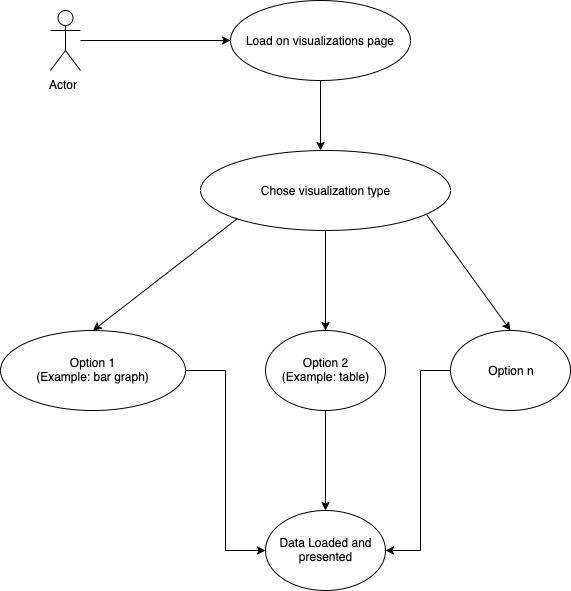 Load on visualizations page
Actor
Chose visualization type
Option 1
(Example: bar graph)
Option 2
(Example: table)
Option n
Data Loaded and
presented